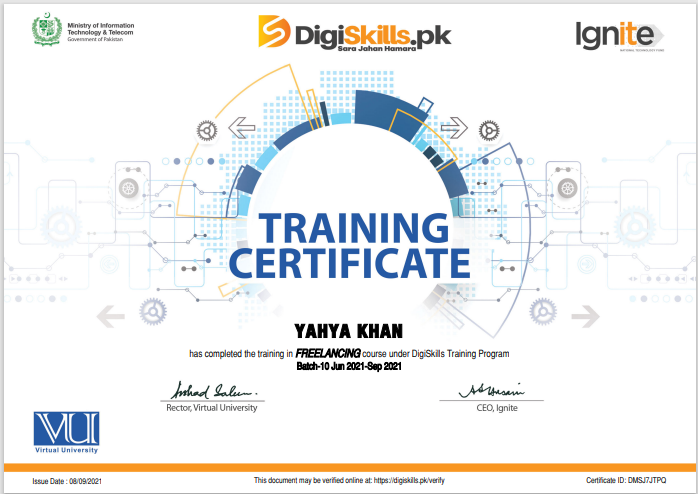 Ministry of Information
Technology & Telecom
Government of Pakistan
DigiSkills.pk
Sara Jahan Hamara
Ignite
NATIONAL TECHNOLOGY FUND
TRAINING
CERTIFICATE
YAHYA KHAN
has completed the training in FREELANCING course under DigiSkills Training Program
Batch-10 Jun 2021-Sep 2021
Rector, Virtual University
CEO, Ignite
VU
Virtual University
Issue Date : 08/09/2021
This document may be verified online at: https://digiskills.pk/verify
Certificate ID: DMSJ7JTPQ